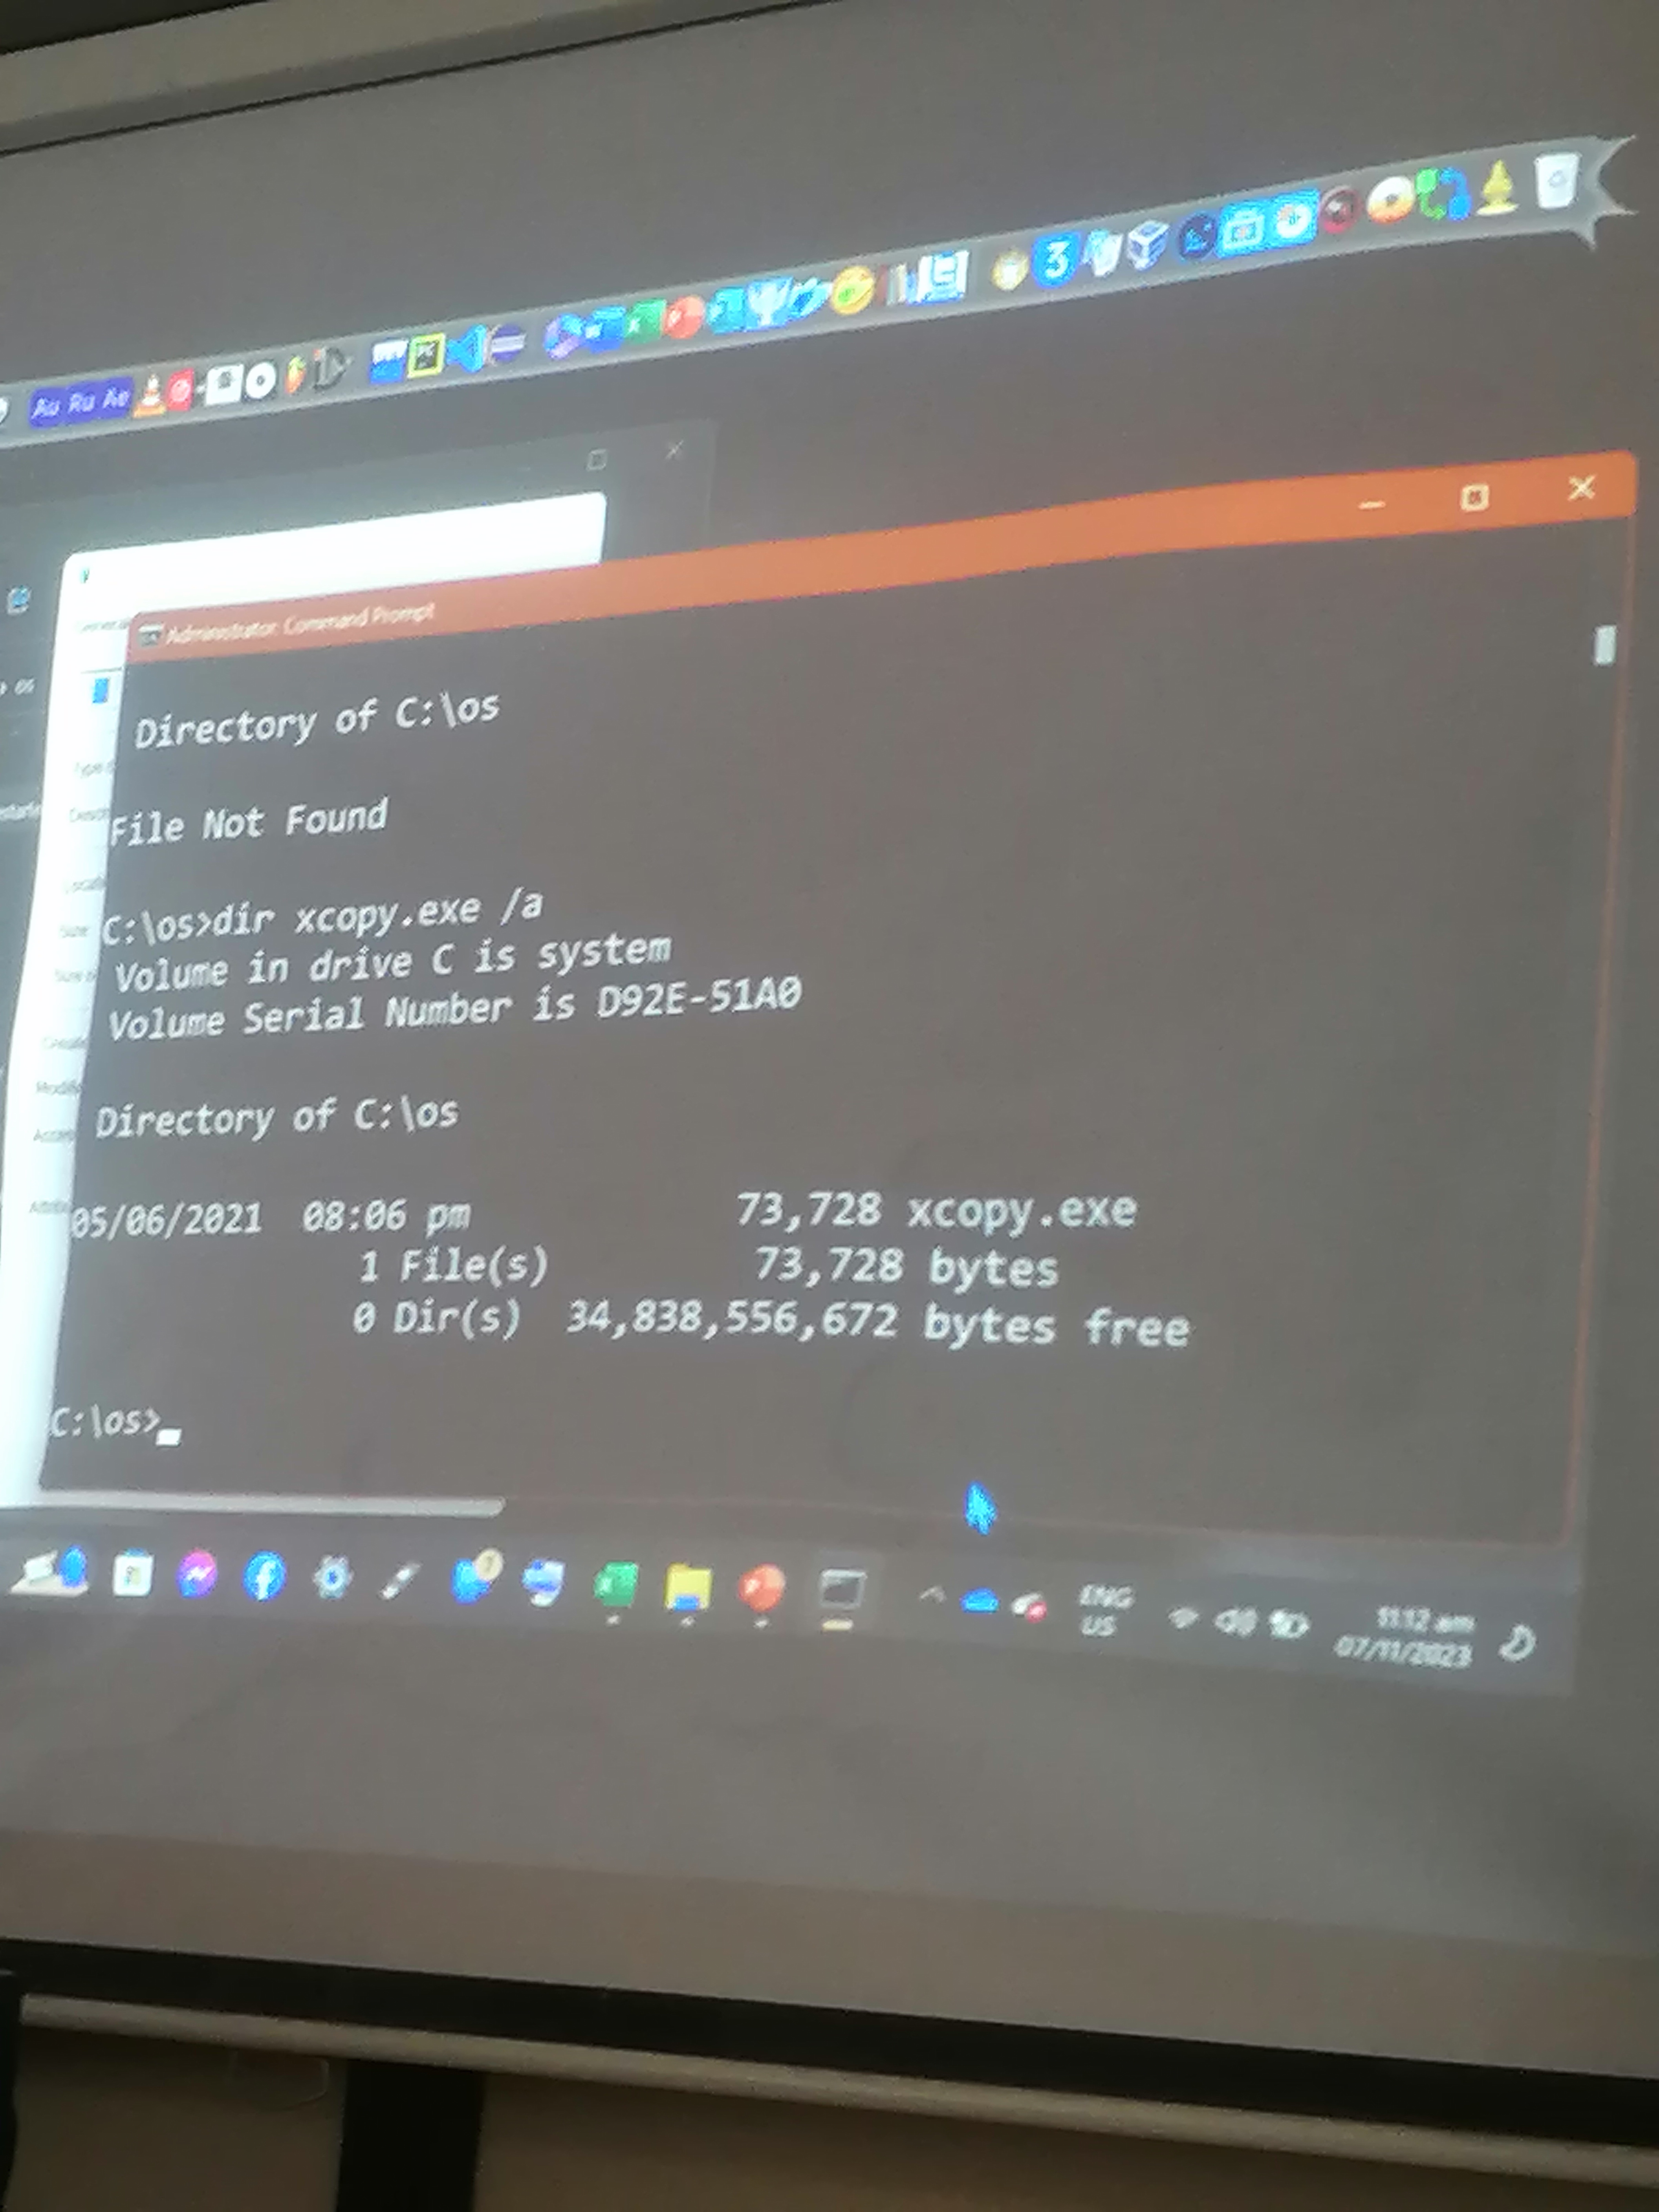 Au Ru Ae
3
Administrator: Command Prompt
Directory of C:\os
File Not Found
C:\os>dir xcopy.exe /a
Volume in drive C is system
Volume Serial Number is D92E-51A0
Directory of C:\os
05/06/2021 08:06 pm 73,728 xcopy.exe
1 File(s) 73,728 bytes
0 Dir(s) 34,838,556,672 bytes free
C:\os>
ENG
US
11:12 am
07/11/2023